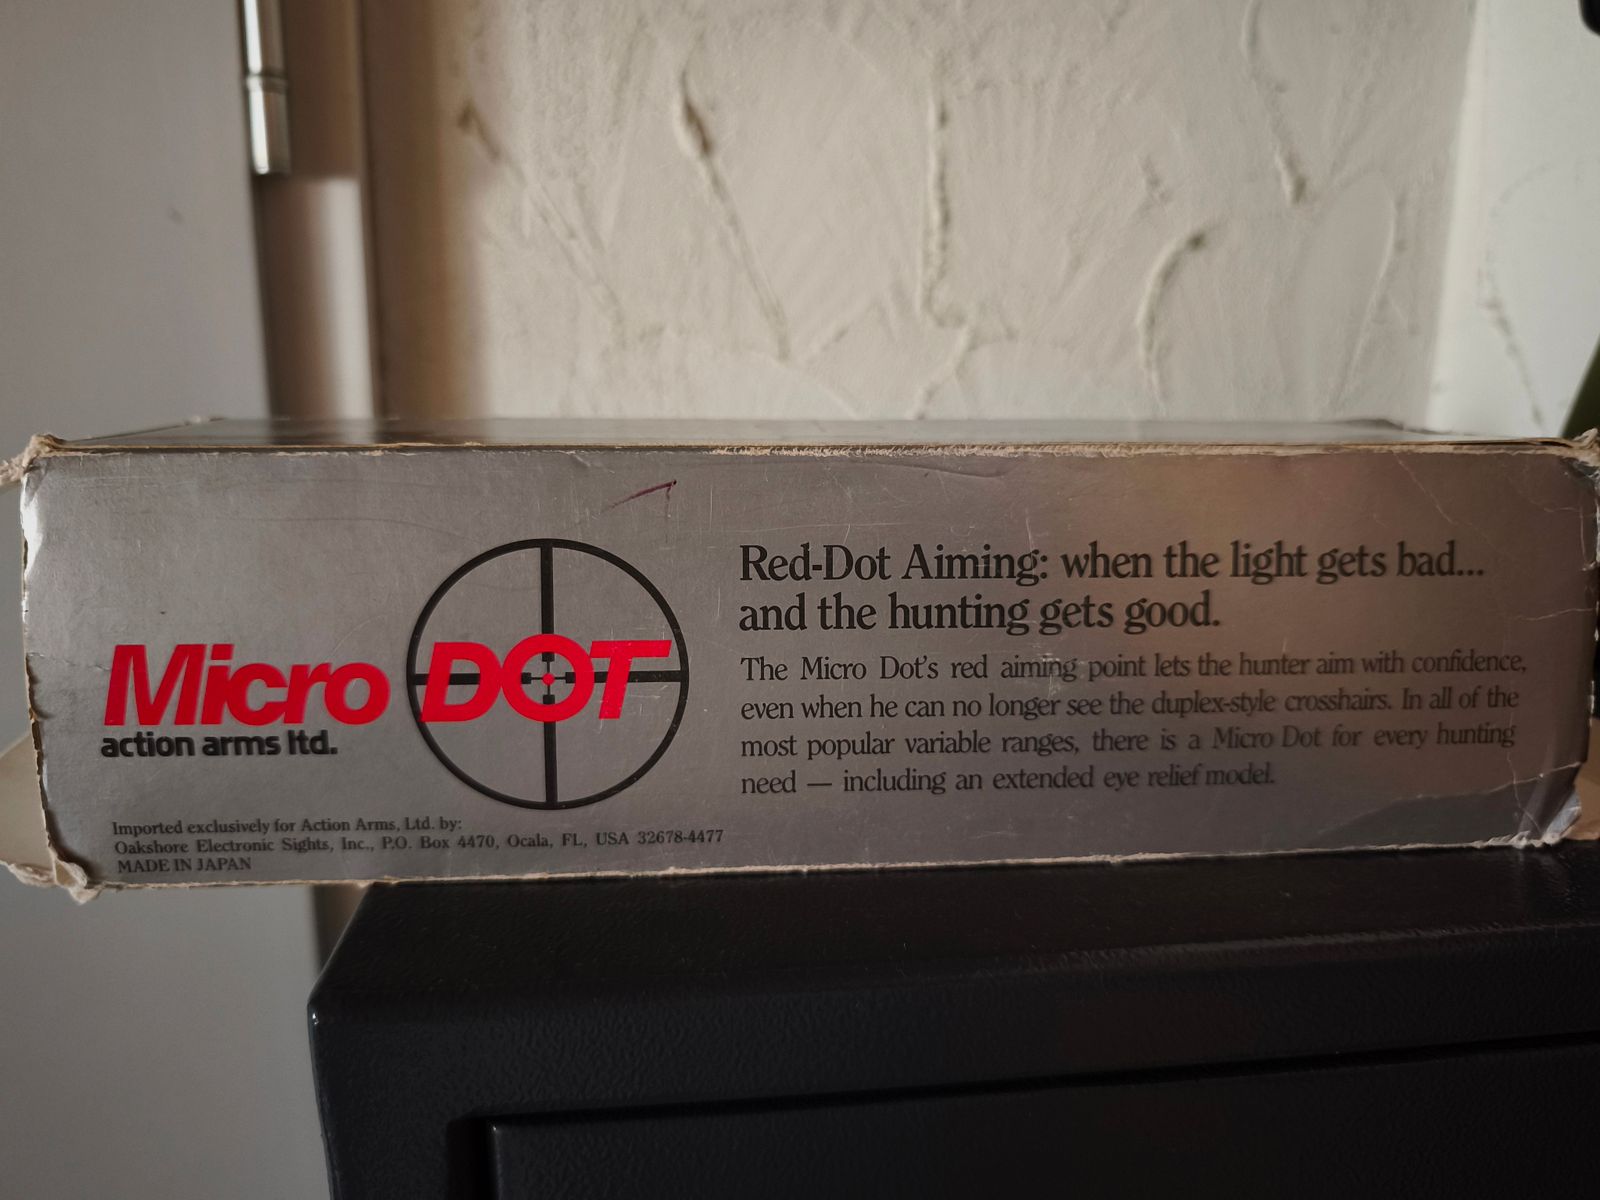 Micro DOT
action arms ltd.
Imported exclusively for Action Arms, Ltd. by:
Oakshore Electronic Sights, Inc., P.O. Box 4470, Ocala, FL, USA 32678-4477
MADE IN JAPAN
Red-Dot Aiming: when the light gets bad...
and the hunting gets good.
The Micro Dot's red aiming point lets the hunter aim with confidence,
even when he can no longer see the duplex-style crosshairs. In all of the
most popular variable ranges, there is a Micro Dot for every hunting
need — including an extended eye relief model.